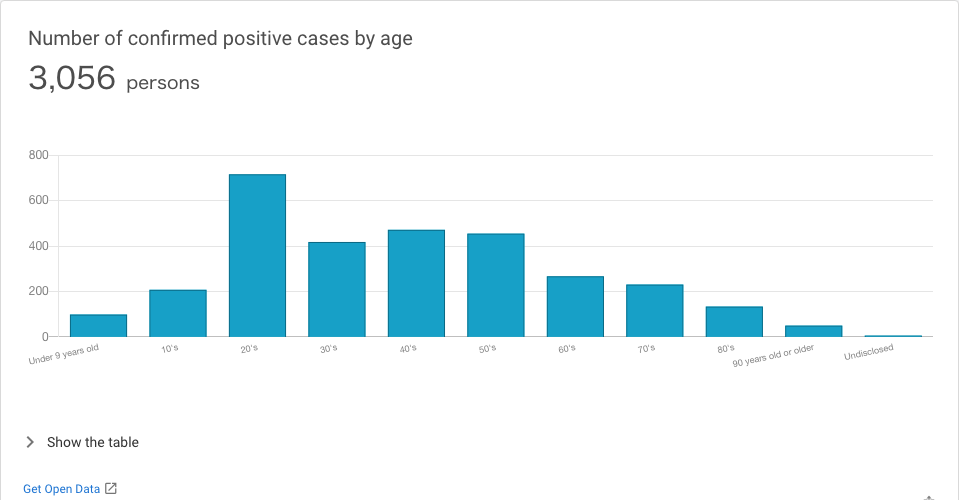 Number of confirmed positive cases by age
3,056 persons
800
600
400
200
0
Under 9 years old
10's
20's
30's
40's
50's
60's
70's
80's
90 years old or older
Undisclosed
Show the table
Get Open Data